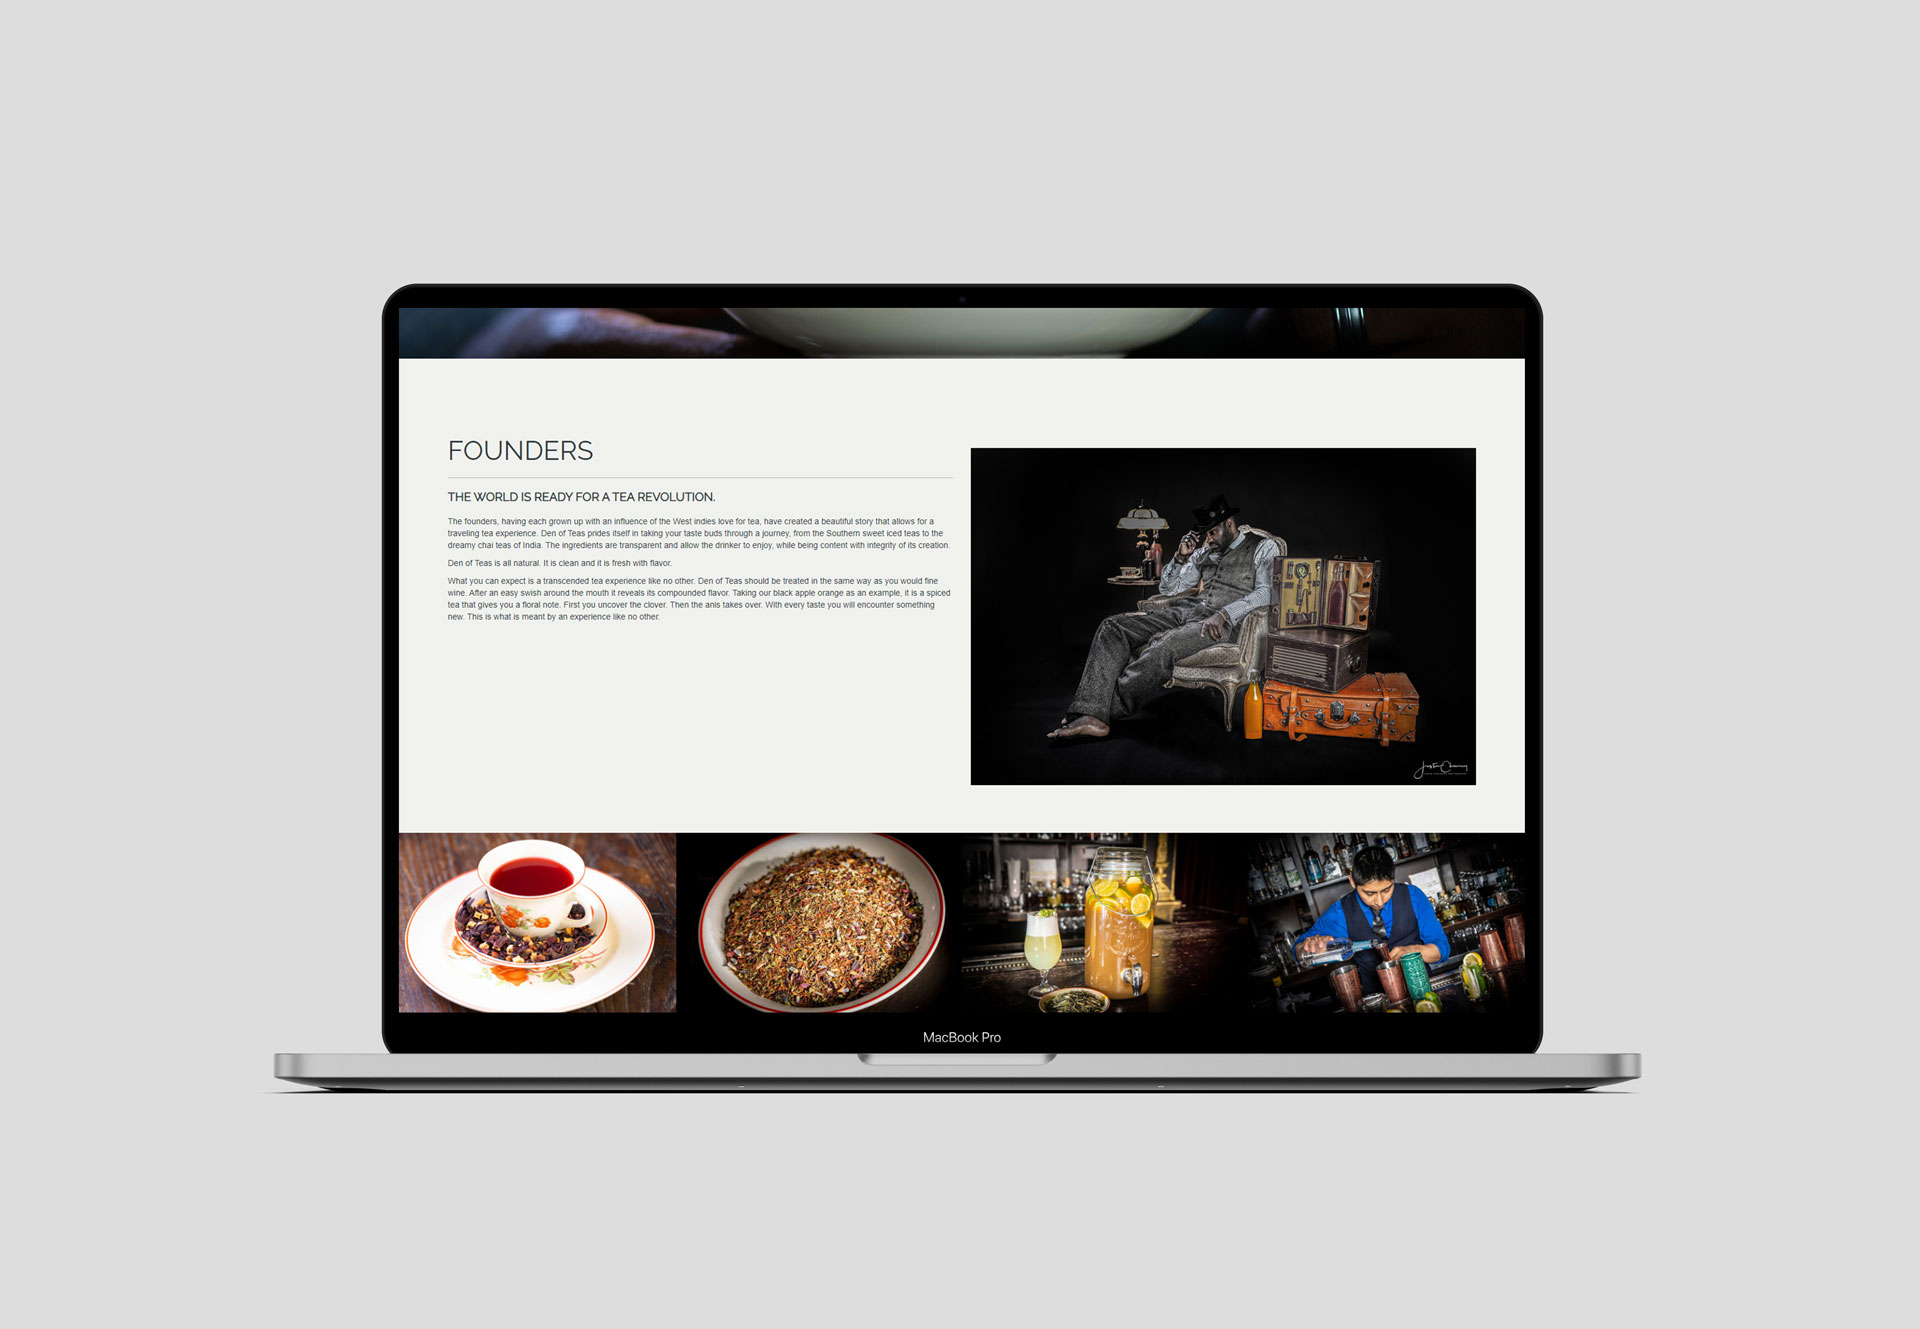 FOUNDERS
THE WORLD IS READY FOR A TEA REVOLUTION.
The founders, having each grown up with an influence of the West indies love for tea, have created a beautiful story that allows for a
traveling tea experience. Den of Teas prides itself in taking your taste buds through a journey, from the Southern sweet iced teas to the
dreamy chai teas of India. The ingredients are transparent and allow the drinker to enjoy, while being content with integrity of its creation.
Den of Teas is all natural. It is clean and it is fresh with flavor.
What you can expect is a transcended tea experience like no other. Den of Teas should be treated in the same way as you would fine
wine. After an easy swish around the mouth it reveals its compounded flavor. Taking our black apple orange as an example, it is a spiced
tea that gives you a floral note. First you uncover the clover. Then the anis takes over. With every taste you will encounter something
new. This is what is meant by an experience like no other.
MacBook Pro